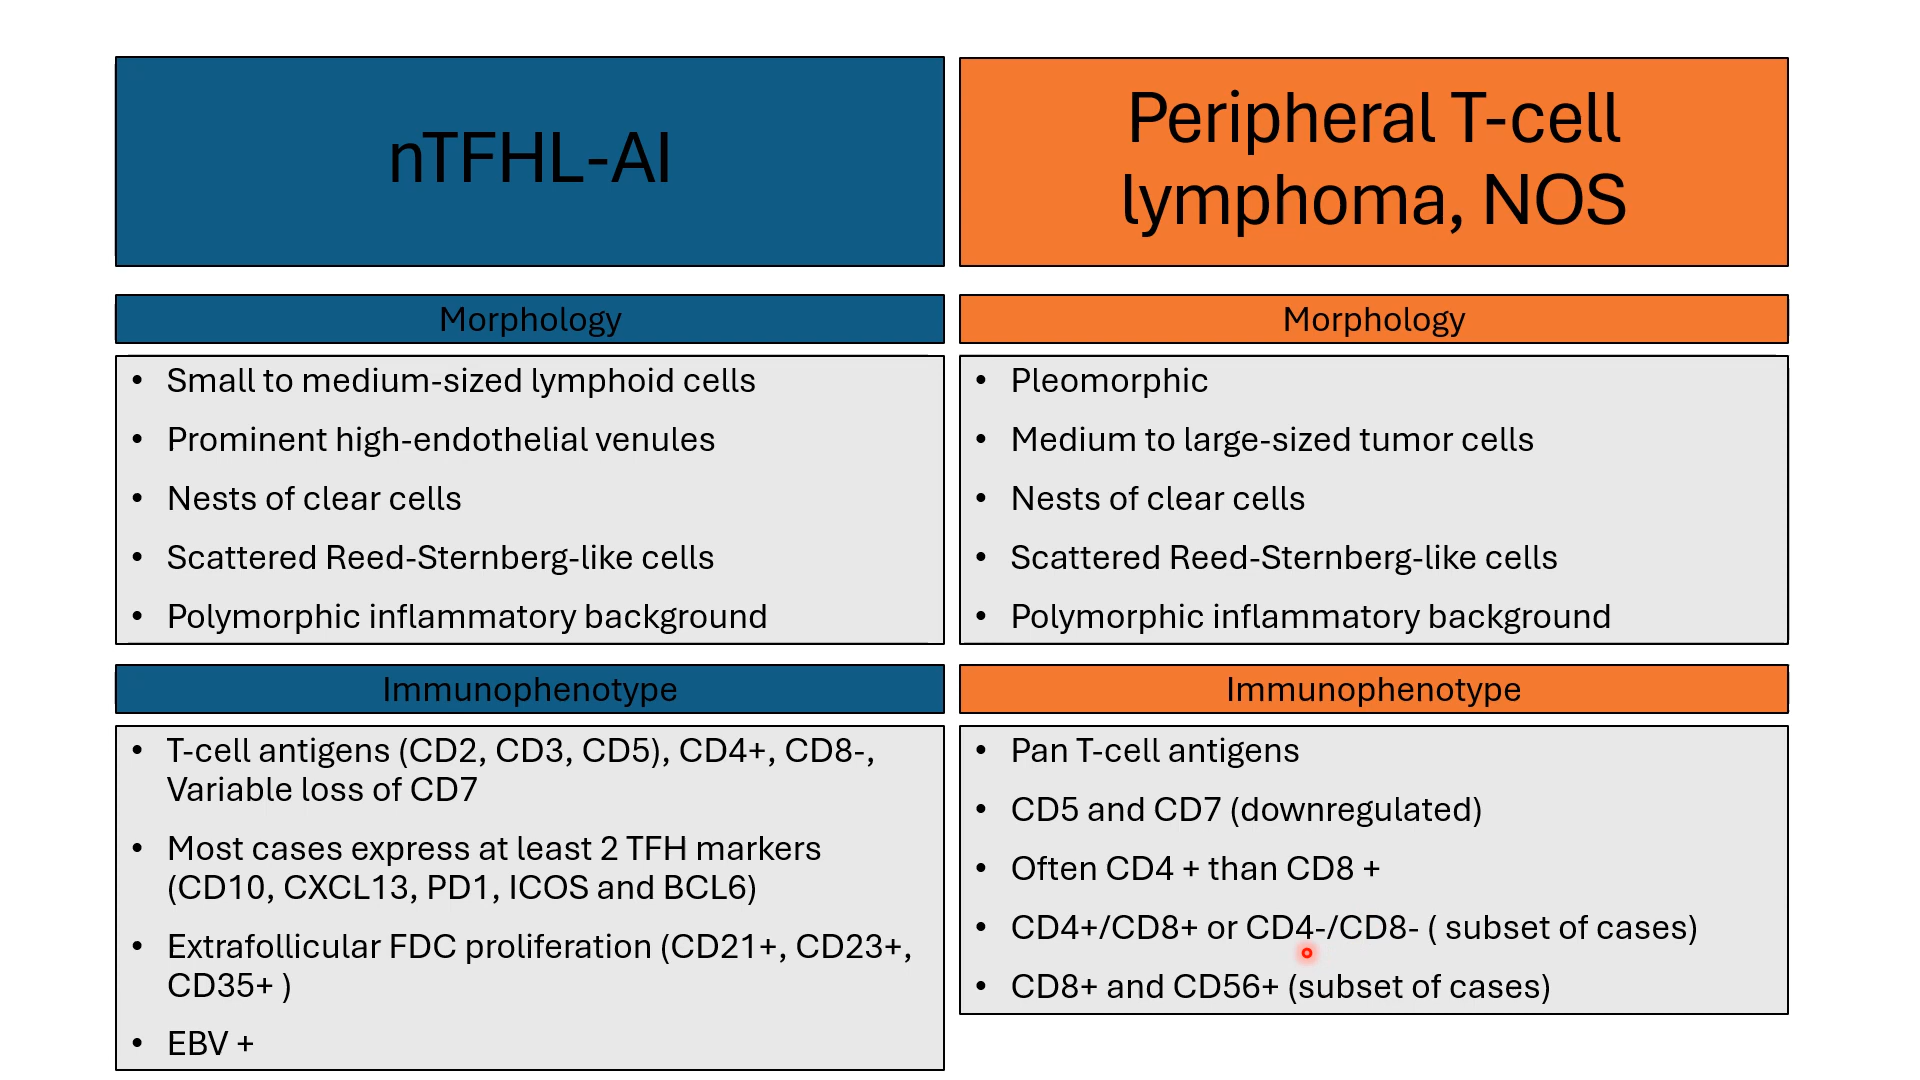 nTFHL-AI
Morphology
• Small to medium-sized lymphoid cells
• Prominent high-endothelial venules
• Nests of clear cells
• Scattered Reed-Sternberg-like cells
• Polymorphic inflammatory background
Immunophenotype
• T-cell antigens (CD2, CD3, CD5), CD4+, CD8-,
Variable loss of CD7
• Most cases express at least 2 TFH markers
(CD10, CXCL13, PD1, ICOS and BCL6)
• Extrafollicular FDC proliferation (CD21+, CD23+,
CD35+ )
• EBV +
Peripheral T-cell
lymphoma, NOS
Morphology
• Pleomorphic
• Medium to large-sized tumor cells
• Nests of clear cells
• Scattered Reed-Sternberg-like cells
• Polymorphic inflammatory background
Immunophenotype
• Pan T-cell antigens
• CD5 and CD7 (downregulated)
• Often CD4 + than CD8 +
• CD4+/CD8+ or CD4-/CD8- ( subset of cases)
• CD8+ and CD56+ (subset of cases)